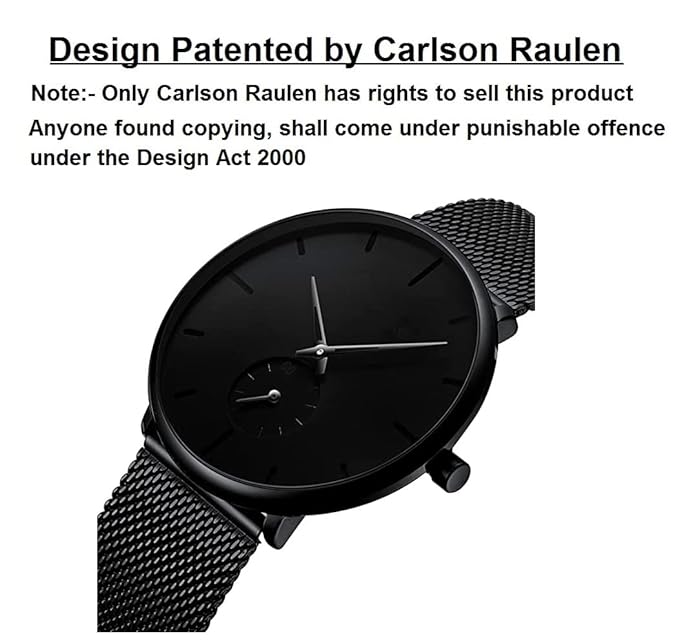 Design Patented by Carlson Raulen
Note:- Only Carlson Raulen has rights to sell this product
Anyone found copying, shall come under punishable offence
under the Design Act 2000